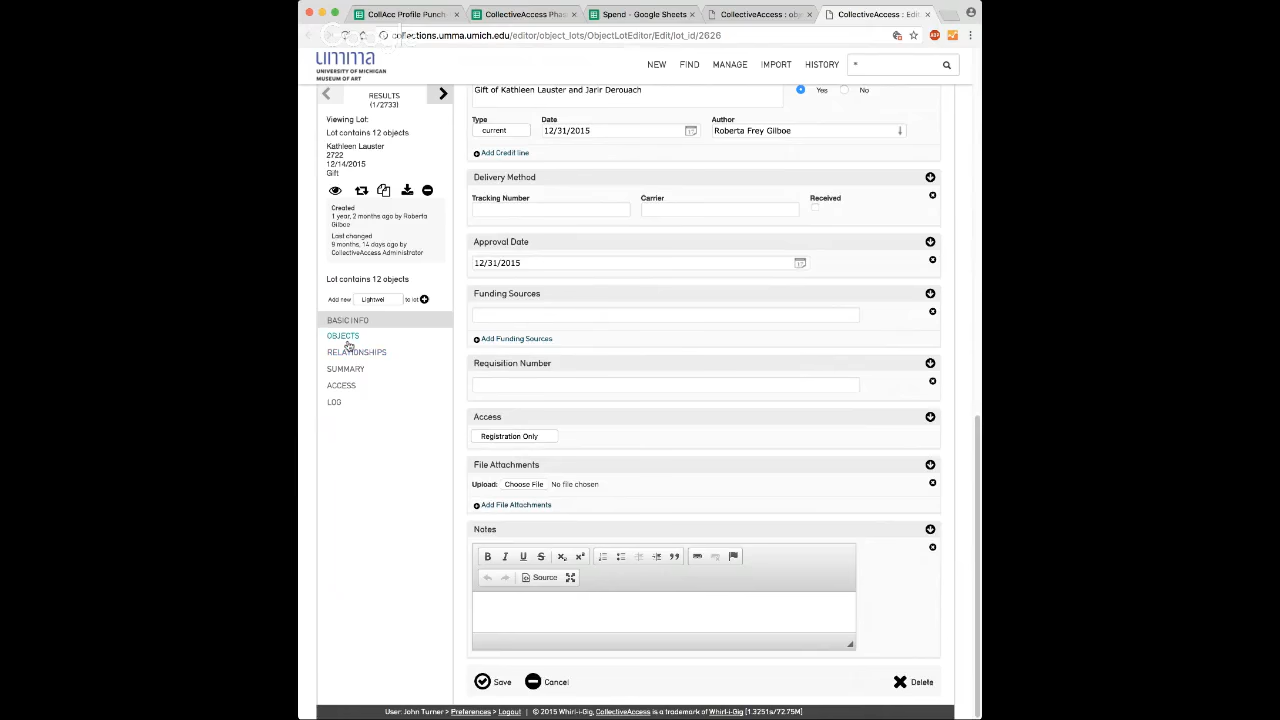 CollAcc Profile Punch
CollectiveAccess Phas
Spend - Google Sheets
CollectiveAccess : obj
CollectiveAccess : Edit
collections.umma.umich.edu/editor/object_lots/ObjectLotEditor/Edit/lot_id/2626
umma
UNIVERSITY OF MICHIGAN
MUSEUM OF ART
NEW FIND MANAGE IMPORT HISTORY *
RESULTS
(1/2733)
Viewing Lot:
Lot contains 12 objects
Kathleen Lauster
2722
12/14/2015
Gift
Created
1 year, 2 months ago by Roberta
Gilboe
Last changed
9 months, 14 days ago by
CollectiveAccess Administrator
Lot contains 12 objects
Add new Lightwei to lot
BASIC INFO
OBJECTS
RELATIONSHIPS
SUMMARY
ACCESS
LOG
Gift of Kathleen Lauster and Jarir Derouach
Yes No
Type Date Author
current 12/31/2015 Roberta Frey Gilboe
Add Credit line
Delivery Method
Tracking Number Carrier Received
Approval Date
12/31/2015
Funding Sources
Add Funding Sources
Requisition Number
Access
Registration Only
File Attachments
Upload: Choose File No file chosen
Add File Attachments
Notes
Source
Save Cancel Delete
User: John Turner > Preferences > Logout | © 2015 Whirl-i-Gig, CollectiveAccess is a trademark of Whirl-i-Gig [1.3251s/72.75M]